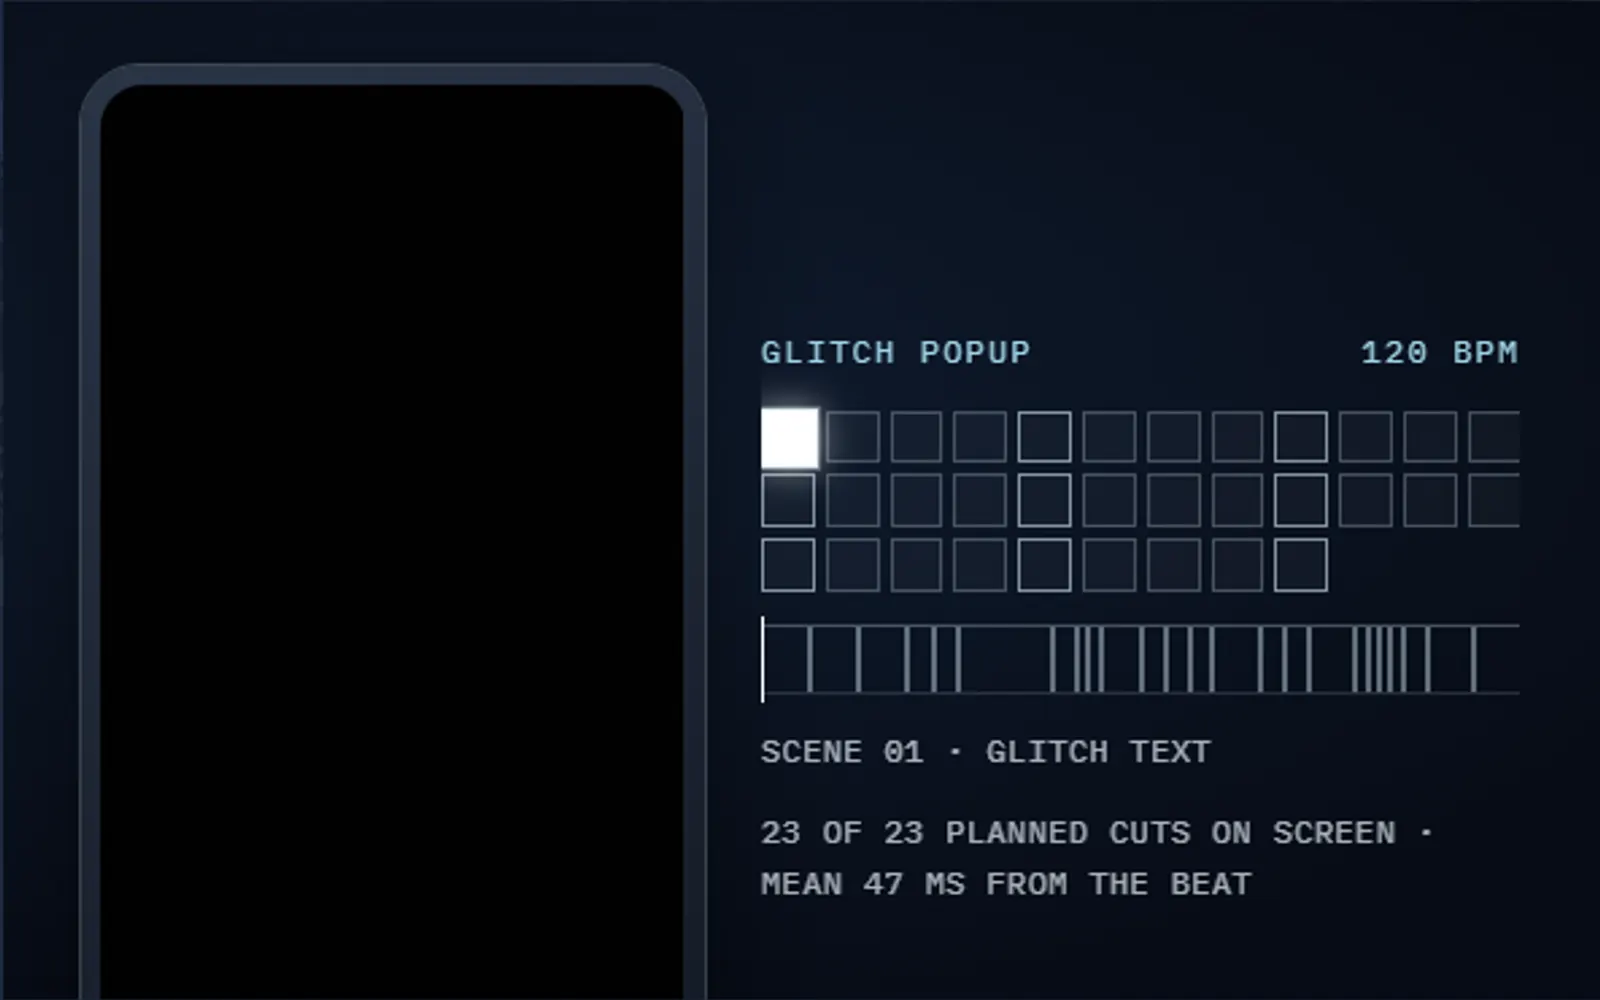 GLITCH POPUP 120 BPM
SCENE 01 · GLITCH TEXT
23 OF 23 PLANNED CUTS ON SCREEN ·
MEAN 47 MS FROM THE BEAT